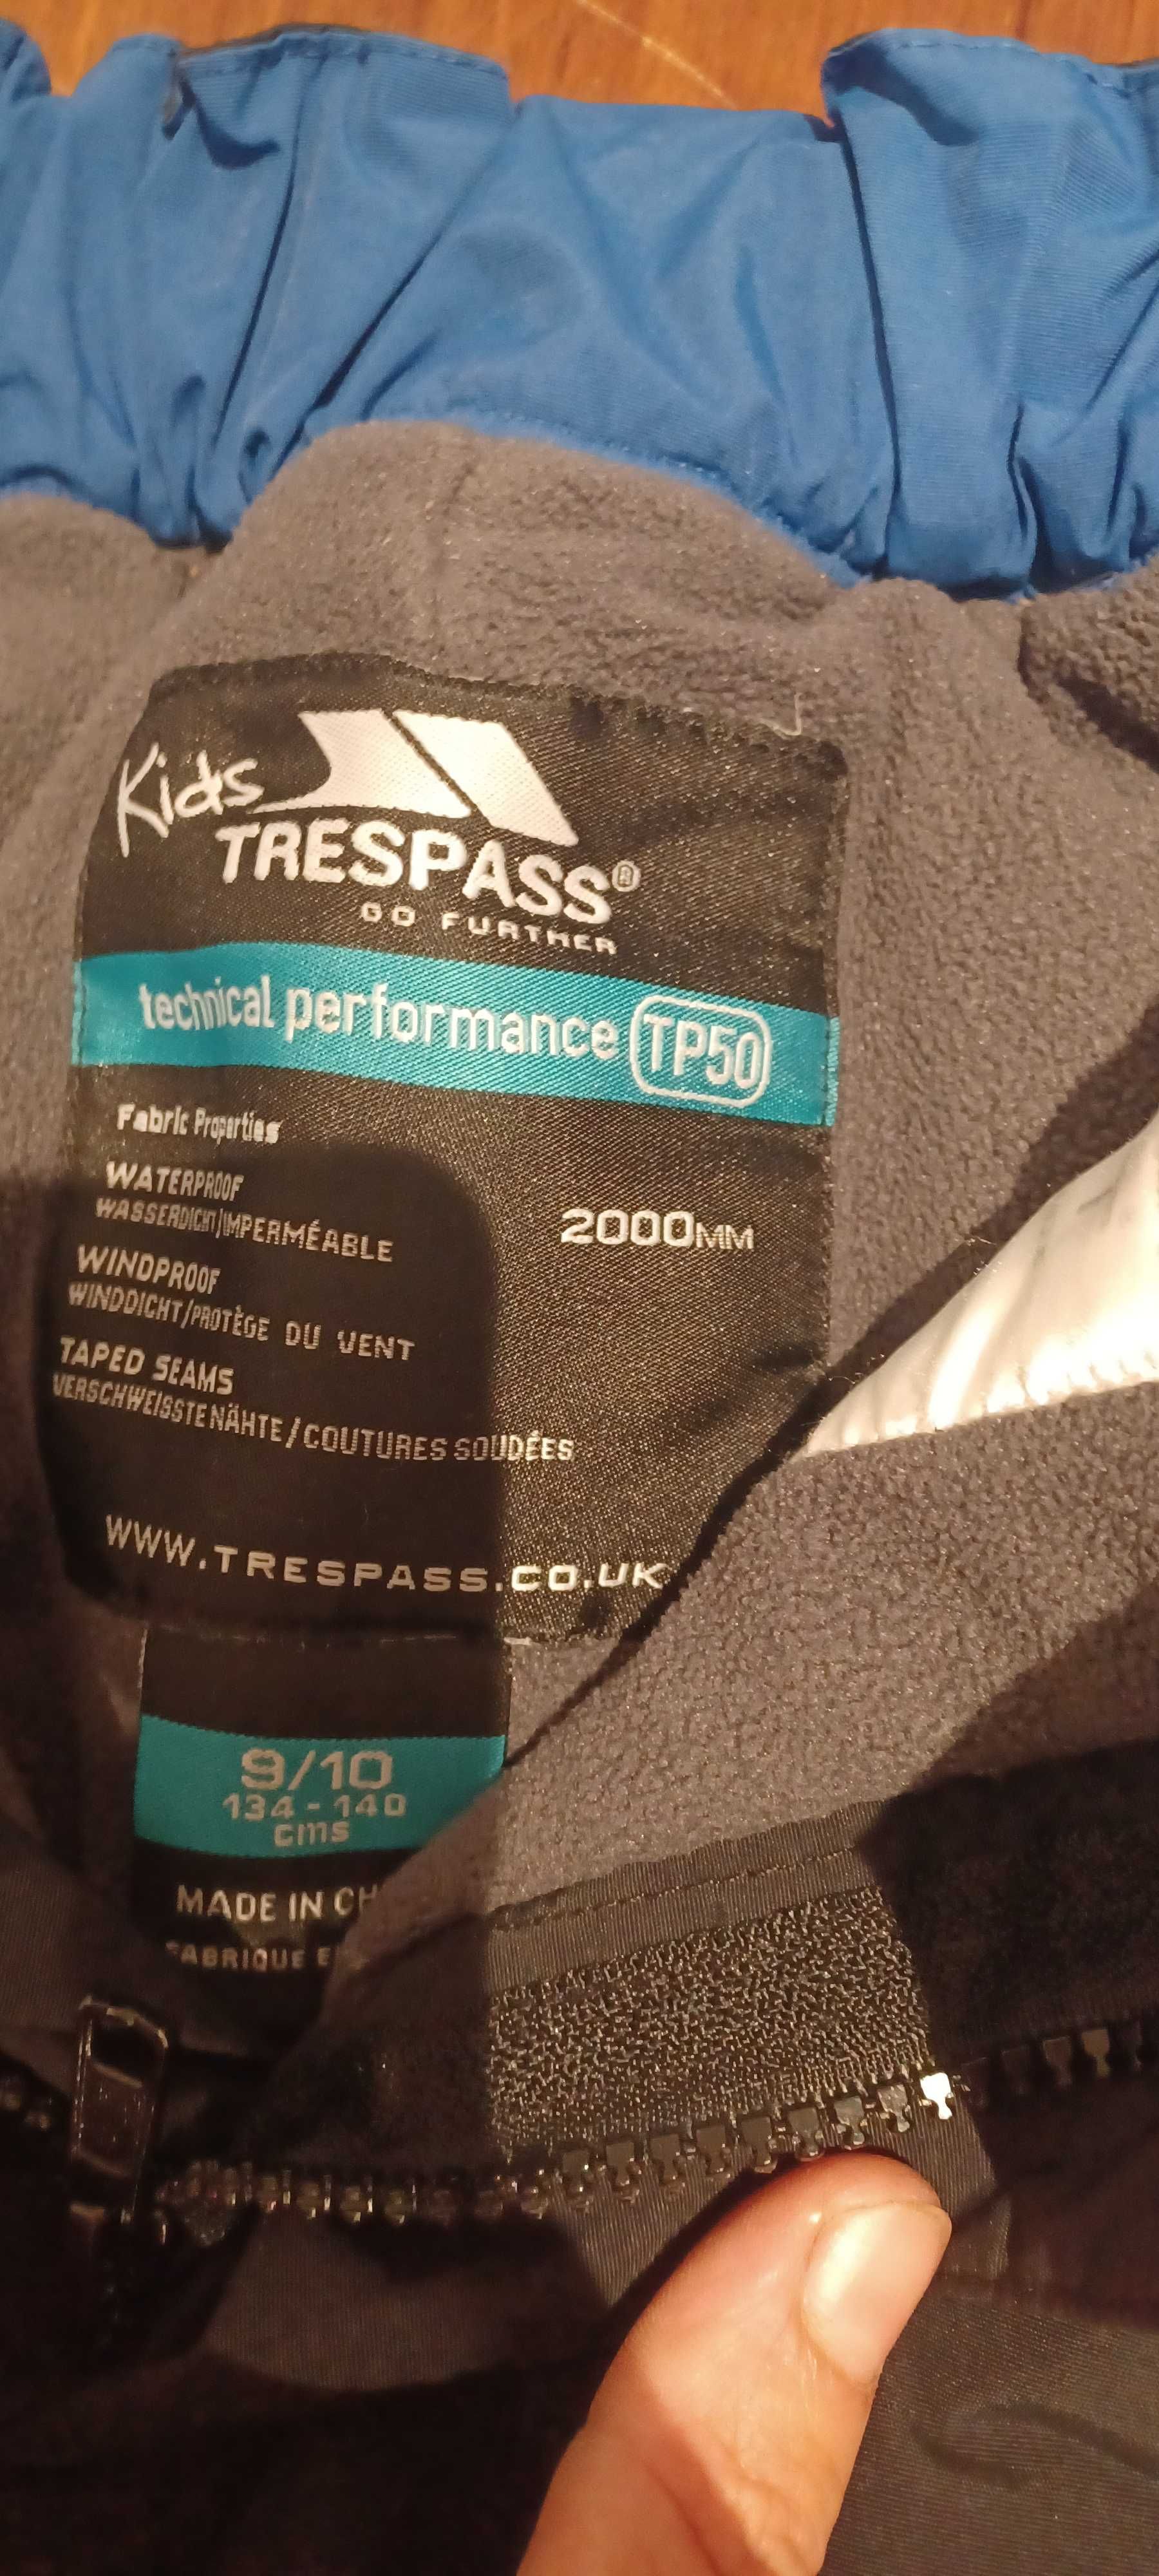 Kids
TRESPASS®
GO FURTHER
technical performance TP50
Fabric Properties
WATERPROOF
WASSERDICHT/IMPERMÉABLE
2000MM
WINDPROOF
WINDDICHT/PROTÈGE DU VENT
TAPED SEAMS
VERSCHWEISSTE NÄHTE/COUTURES SOUDÉES
WWW.TRESPASS.CO.UK
9/10
134 - 140
cms
MADE IN CH
FABRIQUE E